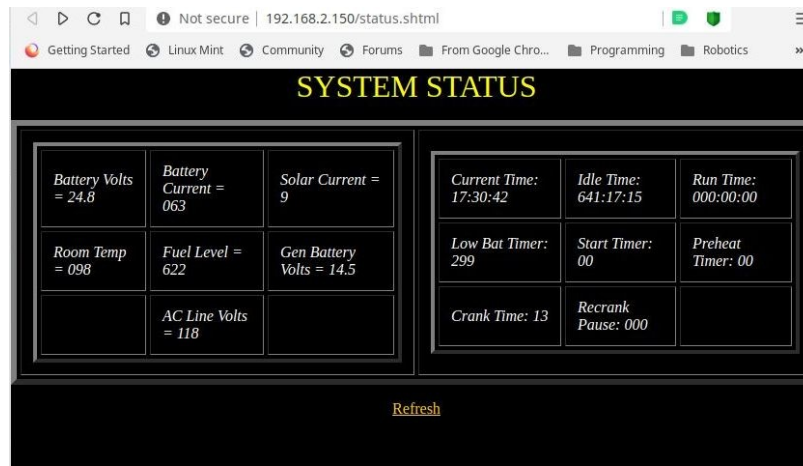 Not secure | 192.168.2.150/status.shtml
Getting Started Linux Mint Community Forums From Google Chro... Programming Robotics »
SYSTEM STATUS
Battery Volts
= 24.8
Battery
Current =
063
Solar Current =
9
Room Temp
= 098
Fuel Level =
622
Gen Battery
Volts = 14.5
AC Line Volts
= 118
Current Time:
17:30:42
Idle Time:
641:17:15
Run Time:
000:00:00
Low Bat Timer:
299
Start Timer:
00
Preheat
Timer: 00
Crank Time: 13
Recrank
Pause: 000
Refresh